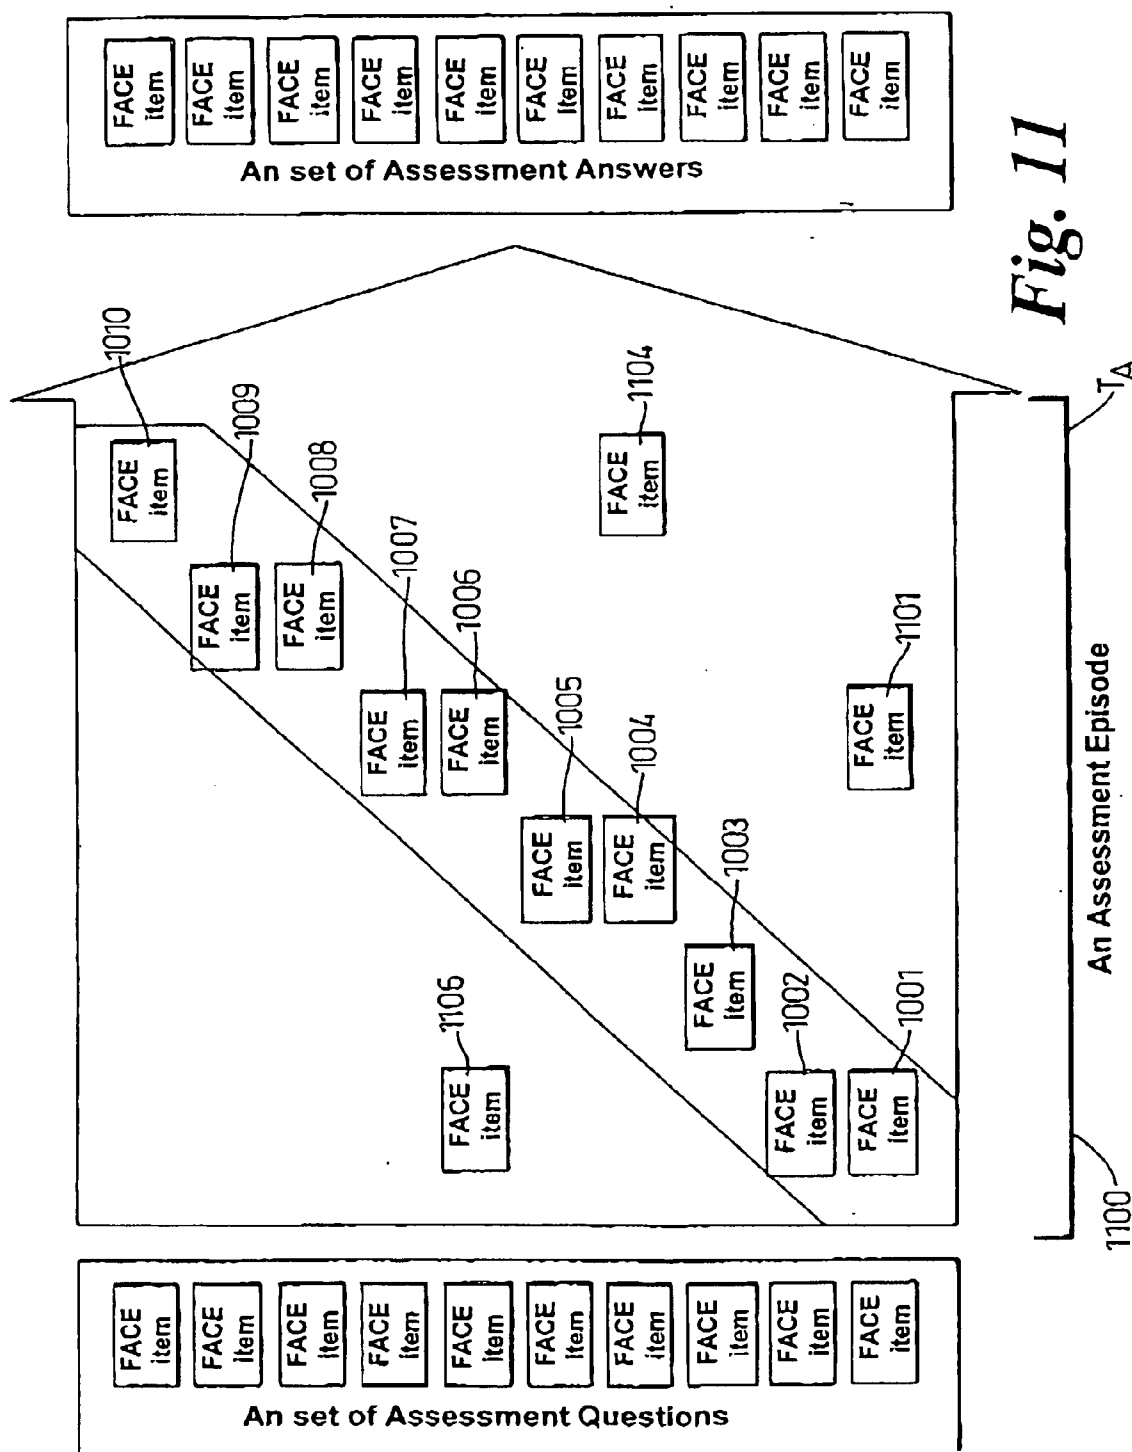 An set of Assessment Questions
FACE
item
FACE
item
FACE
item
FACE
item
FACE
item
FACE
item
FACE
item
FACE
item
FACE
item
FACE
item
FACE
item
1010
FACE
item
1009
FACE
item
1008
FACE
item
1007
FACE
item
1106
FACE
item
1006
FACE
item
1005
FACE
item
1004
FACE
item
1104
FACE
item
1003
FACE
item
1002
FACE
item
1001
FACE
item
1101
An set of Assessment Answers
FACE
item
FACE
item
FACE
item
FACE
item
FACE
item
FACE
item
FACE
item
FACE
item
FACE
item
FACE
item
An Assessment Episode
1100
TA
Fig. 11